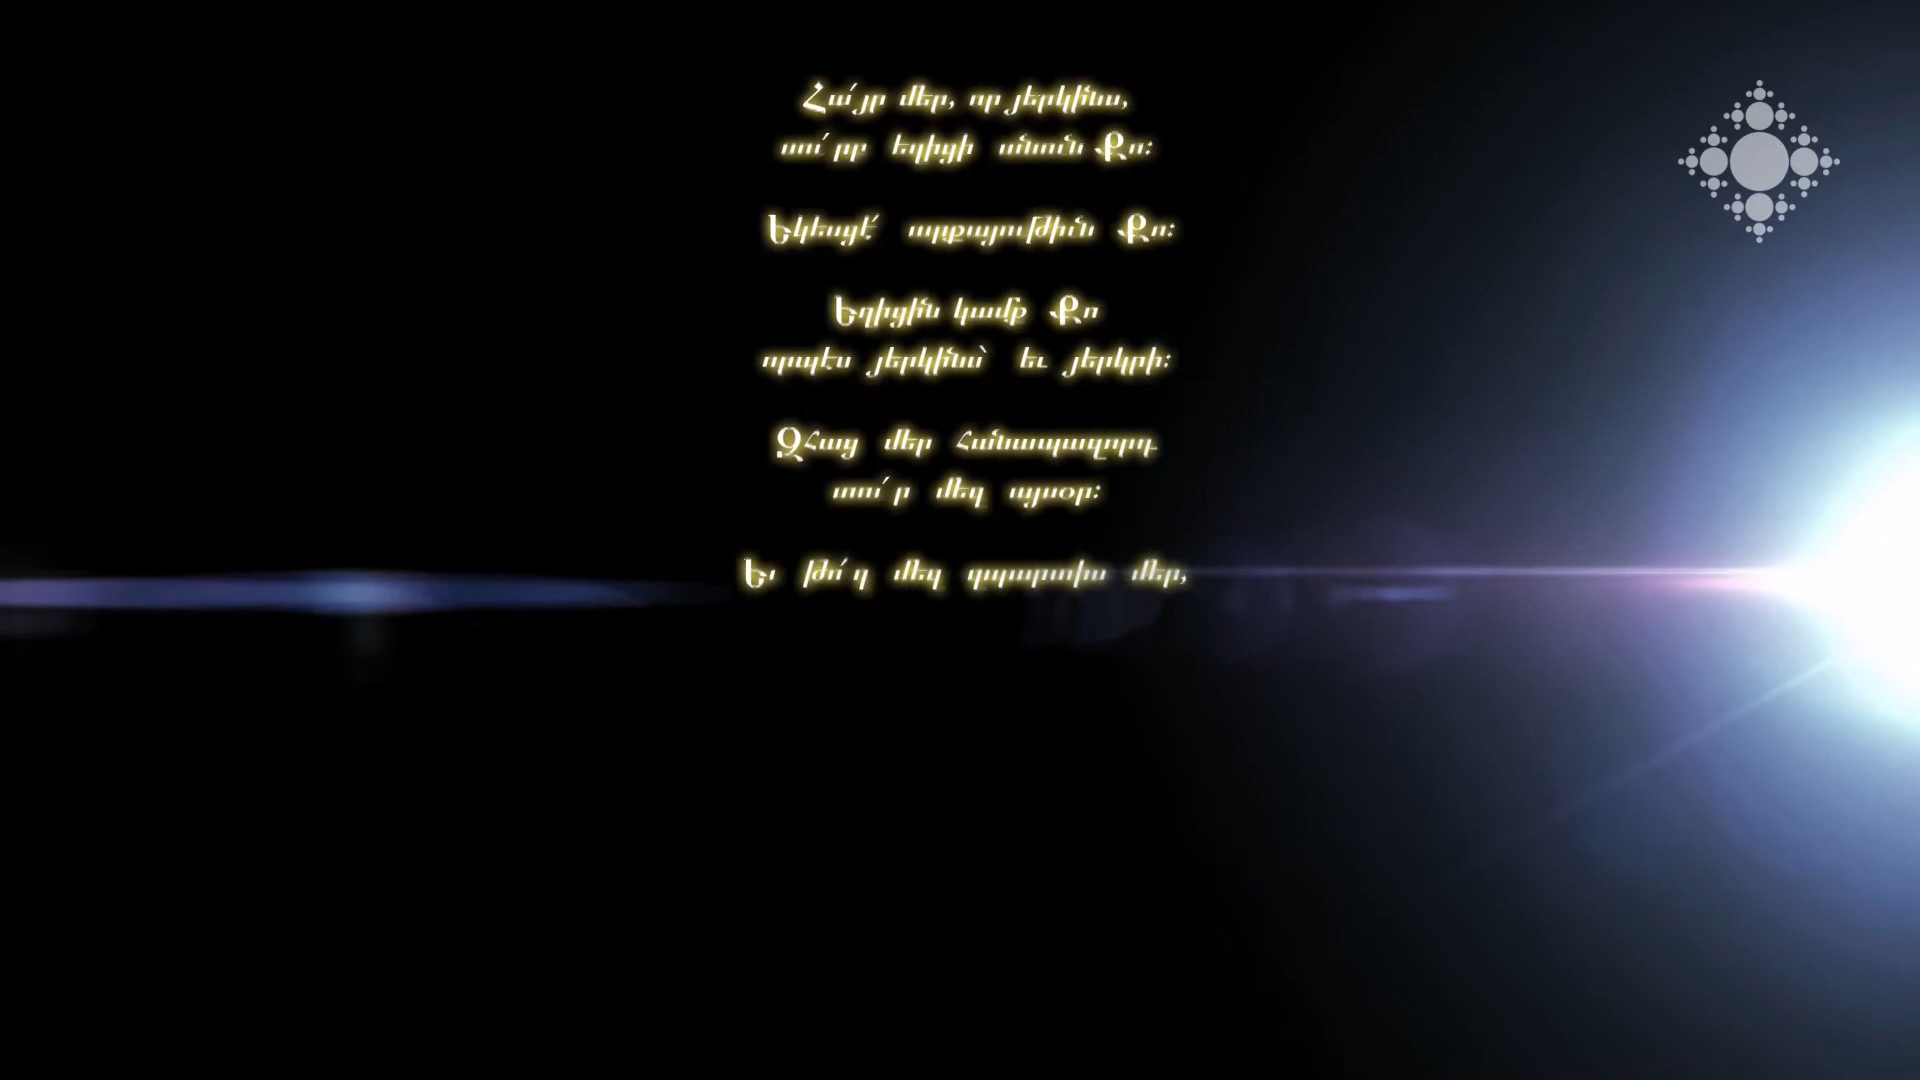 Հա՛յր մեր, որ յերկինս,
սո՛ւրբ եղիցի անուն Քո։
Եկեսցէ՛ արքայութիւն Քո։
Եղիցին կամք Քո
որպէս յերկինս՝ եւ յերկրի։
Զհաց մեր հանապազորդ
տո՛ւր մեզ այսօր։
Եւ թո՛ղ մեզ զպարտիս մեր,